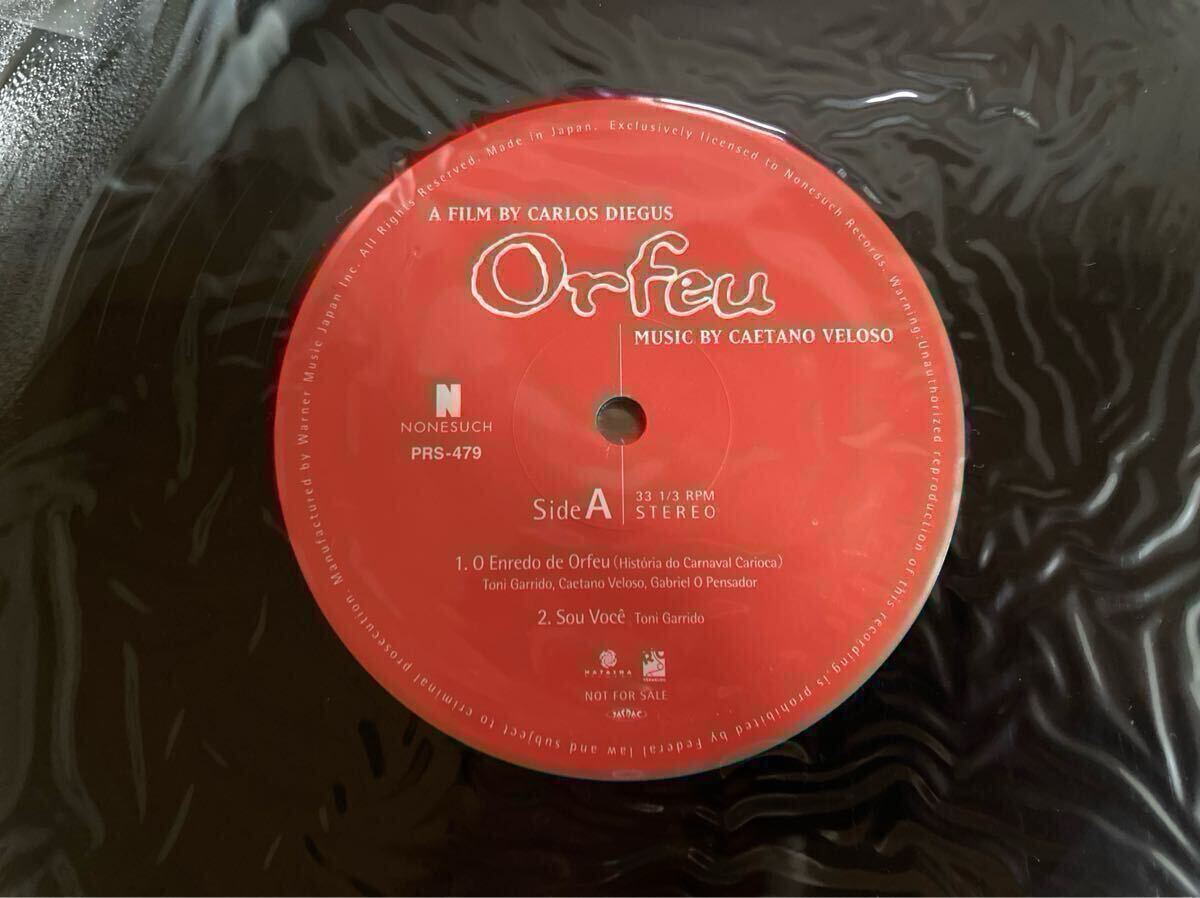 A FILM BY CARLOS DIEGUS
Orfeu
MUSIC BY CAETANO VELOSO
N
NONESUCH
PRS-479
Side A
33 1/3 RPM
STEREO
1. O Enredo de Orfeu (História do Carnaval Carioca)
Toni Garrido, Caetano Veloso, Gabriel O Pensador
2. Sou Você Toni Garrido
NATASHA
NOT FOR SALE
JASRAC
Manufactured by Warner Music Japan Inc. All Rights Reserved. Made in Japan. Exclusively licensed to Nonesuch Records. Warning:Unauthorized reproduction of this recording is prohibited by Federal law and subject to criminal prosecution.